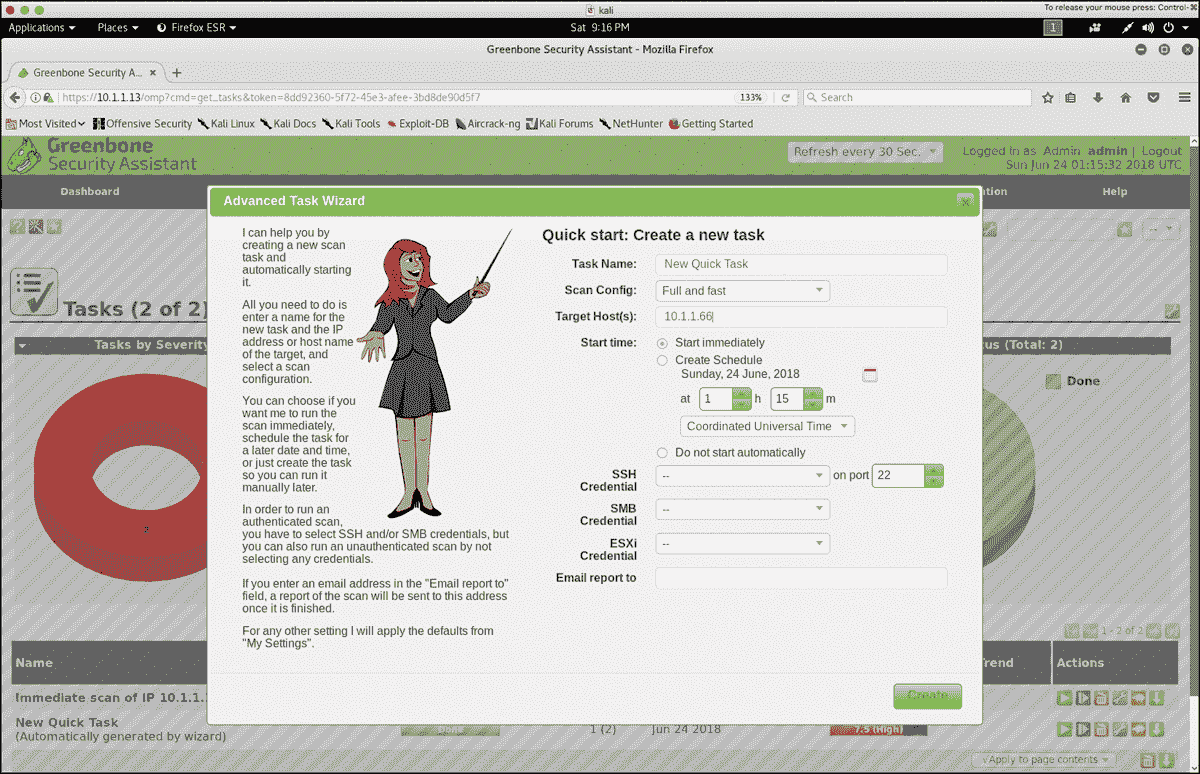 kali
To release your mouse press: Control-⌘
Applications Places Firefox ESR Sat 9:16 PM 1
Greenbone Security Assistant - Mozilla Firefox
Greenbone Security A...
https://10.1.1.13/omp?cmd=get_tasks&token=8dd92360-5f72-45e3-afee-3bd8de90d5f7 133% Search
Most Visited Offensive Security Kali Linux Kali Docs Kali Tools Exploit-DB Aircrack-ng Kali Forums NetHunter Getting Started
Greenbone
Security Assistant
Refresh every 30 Sec.
Logged in as Admin admin | Logout
Sun Jun 24 01:15:32 2018 UTC
Dashboard
Help
Advanced Task Wizard
I can help you by
creating a new scan
task and
automatically starting
it.
All you need to do is
enter a name for the
new task and the IP
address or host name
of the target, and
select a scan
configuration.
You can choose if you
want me to run the
scan immediately,
schedule the task for
a later date and time,
or just create the task
so you can run it
manually later.
In order to run an
authenticated scan,
you have to select SSH and/or SMB credentials, but
you can also run an unauthenticated scan by not
selecting any credentials.
If you enter an email address in the "Email report to"
field, a report of the scan will be sent to this address
once it is finished.
For any other setting I will apply the defaults from
"My Settings".
Quick start: Create a new task
Task Name: New Quick Task
Scan Config: Full and fast
Target Host(s): 10.1.1.66
Start time: Start immediately
Create Schedule
Sunday, 24 June, 2018
at 1 h 15 m
Coordinated Universal Time
Do not start automatically
SSH
Credential -- on port 22
SMB
Credential --
ESXi
Credential --
Email report to
Create
Tasks (2 of 2)
Tasks by Severity
(Total: 2)
Done
1 - 2 of 2
Name
Trend Actions
Immediate scan of IP 10.1.1.
New Quick Task
(Automatically generated by wizard)
Done 1 (2) Jun 24 2018 7.5 (High)
√Apply to page contents